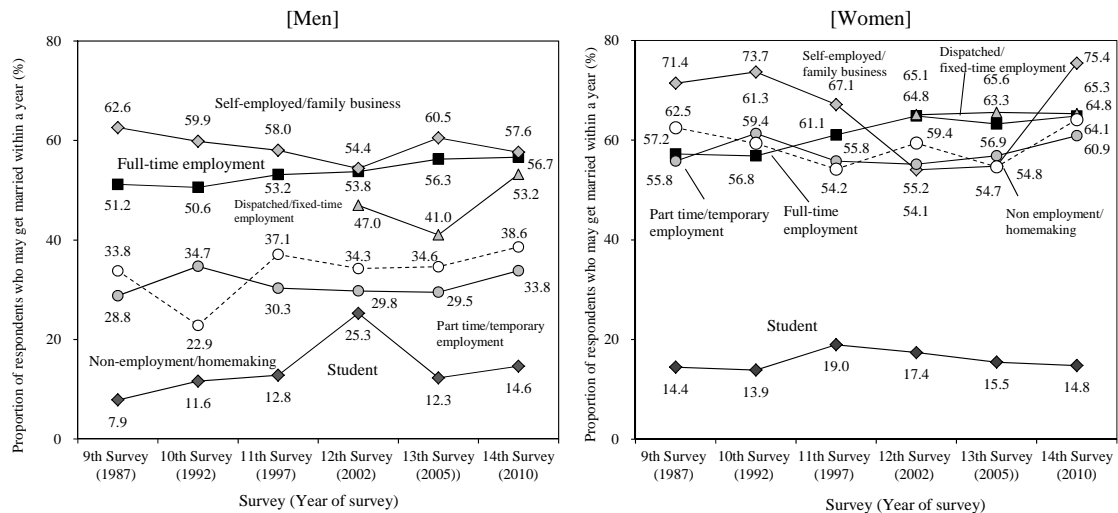 [Men]
Proportion of respondents who may get married within a year (%)
80
60
40
20
0
62.6
59.9
58.0
54.4
60.5
57.6
Self-employed/family business
Full-time employment
51.2
50.6
53.2
53.8
56.3
56.7
Dispatched/fixed-time
employment
47.0
41.0
53.2
33.8
22.9
37.1
34.3
34.6
38.6
28.8
34.7
30.3
29.8
29.5
33.8
Part time/temporary
employment
Non-employment/homemaking
Student
7.9
11.6
12.8
25.3
12.3
14.6
9th Survey
(1987)
10th Survey
(1992)
11th Survey
(1997)
12th Survey
(2002)
13th Survey
(2005))
14th Survey
(2010)
Survey (Year of survey)
[Women]
Proportion of respondents who may get married within a year (%)
80
60
40
20
0
Self-employed/
family business
Dispatched/
fixed-time employment
71.4
73.7
67.1
65.1
65.6
75.4
65.3
62.5
61.3
64.8
63.3
64.8
57.2
59.4
61.1
59.4
56.9
64.1
55.8
56.8
55.8
54.2
55.2
54.1
54.7
54.8
60.9
Part time/temporary
employment
Full-time
employment
Non employment/
homemaking
Student
14.4
13.9
19.0
17.4
15.5
14.8
9th Survey
(1987)
10th Survey
(1992)
11th Survey
(1997)
12th Survey
(2002)
13th Survey
(2005))
14th Survey
(2010)
Survey (Year of survey)